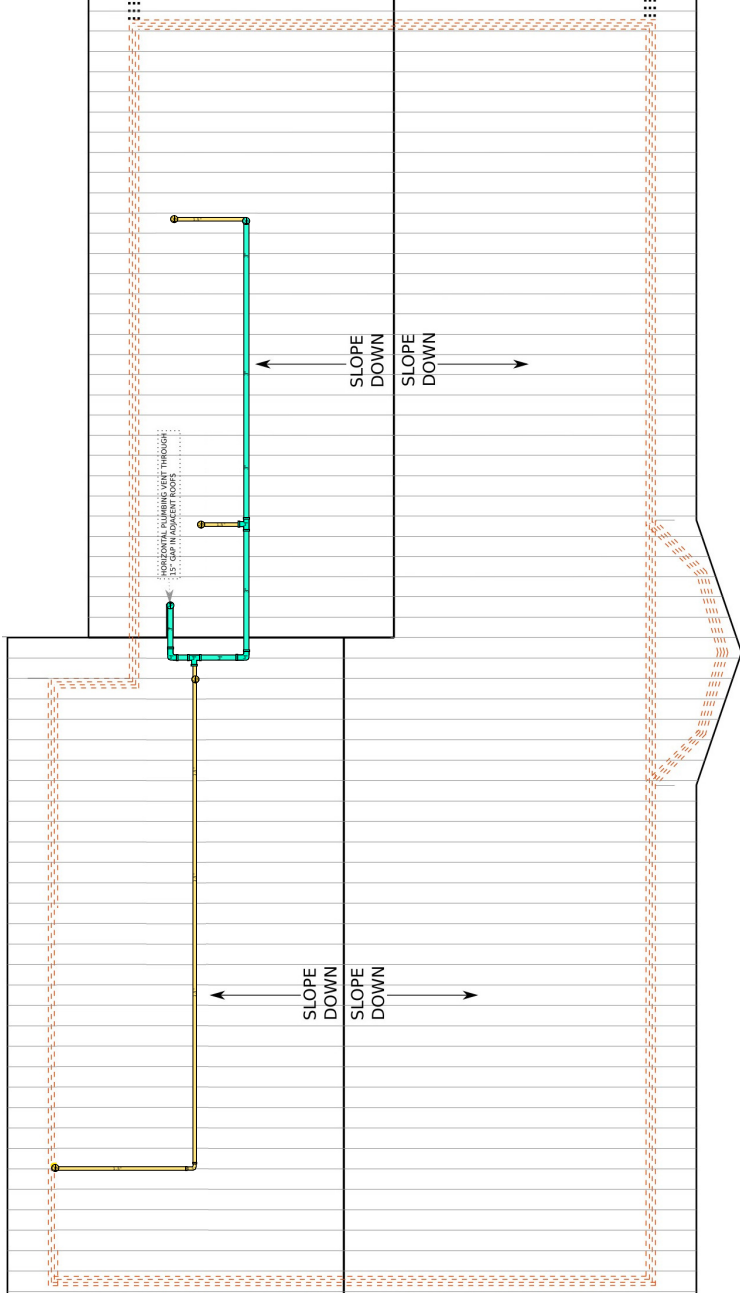 SLOPE
DOWN
SLOPE
DOWN
HORIZONTAL PLUMBING VENT THROUGH
15" GAP IN ADJACENT ROOFS
SLOPE
DOWN
SLOPE
DOWN